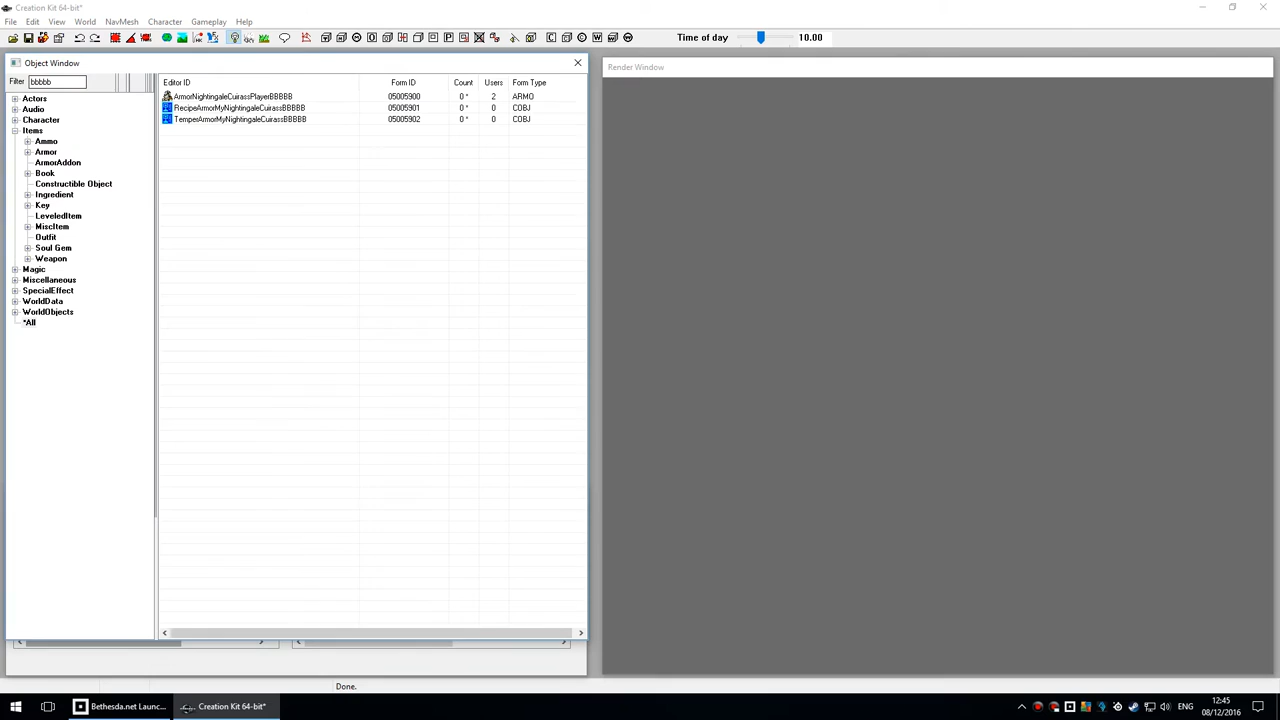 Creation Kit 64-bit*
File Edit View World NavMesh Character Gameplay Help
Time of day 10.00
Object Window
Render Window
Filter bbbbb
Editor ID Form ID Count Users Form Type
ArmorNightingaleCuirassPlayerBBBBB 05005900 0 * 2 ARMO
RecipeArmorMyNightingaleCuirassBBBBB 05005901 0 * 0 COBJ
TemperArmorMyNightingaleCuirassBBBBB 05005902 0 * 0 COBJ
Actors
Audio
Character
Items
Ammo
Armor
ArmorAddon
Book
Constructible Object
Ingredient
Key
LeveledItem
MiscItem
Outfit
Soul Gem
Weapon
Magic
Miscellaneous
SpecialEffect
WorldData
WorldObjects
*All
Done.
Bethesda.net Launc...
Creation Kit 64-bit*
ENG
12:45
08/12/2016